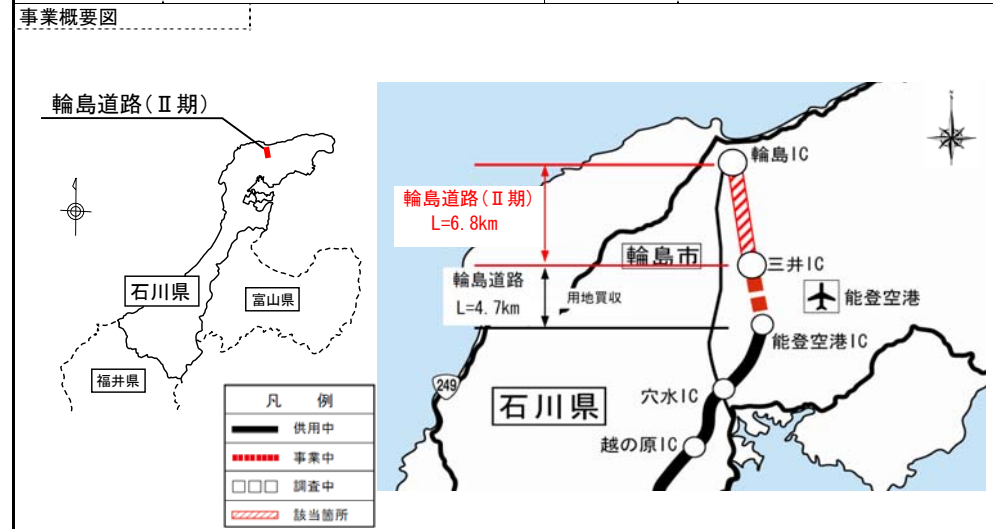 事業概要図
輪島道路(Ⅱ期)
石川県
富山県
福井県
凡 例
供用中
事業中
調査中
該当箇所
輪島IC
輪島道路(Ⅱ期)
L=6.8km
輪島市
三井IC
輪島道路
L=4.7km
用地買収
能登空港
能登空港IC
249
石川県
穴水IC
越の原IC